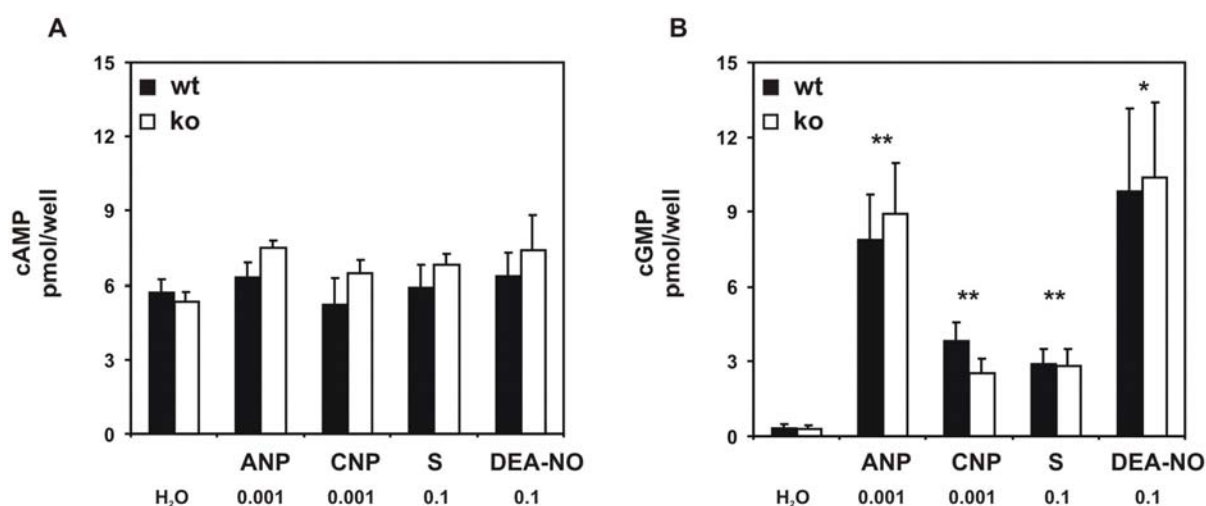 A
cAMP
pmol/well
15
12
9
6
3
0
wt
ko
ANP CNP S DEA-NO
H₂O 0.001 0.001 0.1 0.1
B
cGMP
pmol/well
15
12
9
6
3
0
wt
ko
** ** ** *
ANP CNP S DEA-NO
H₂O 0.001 0.001 0.1 0.1